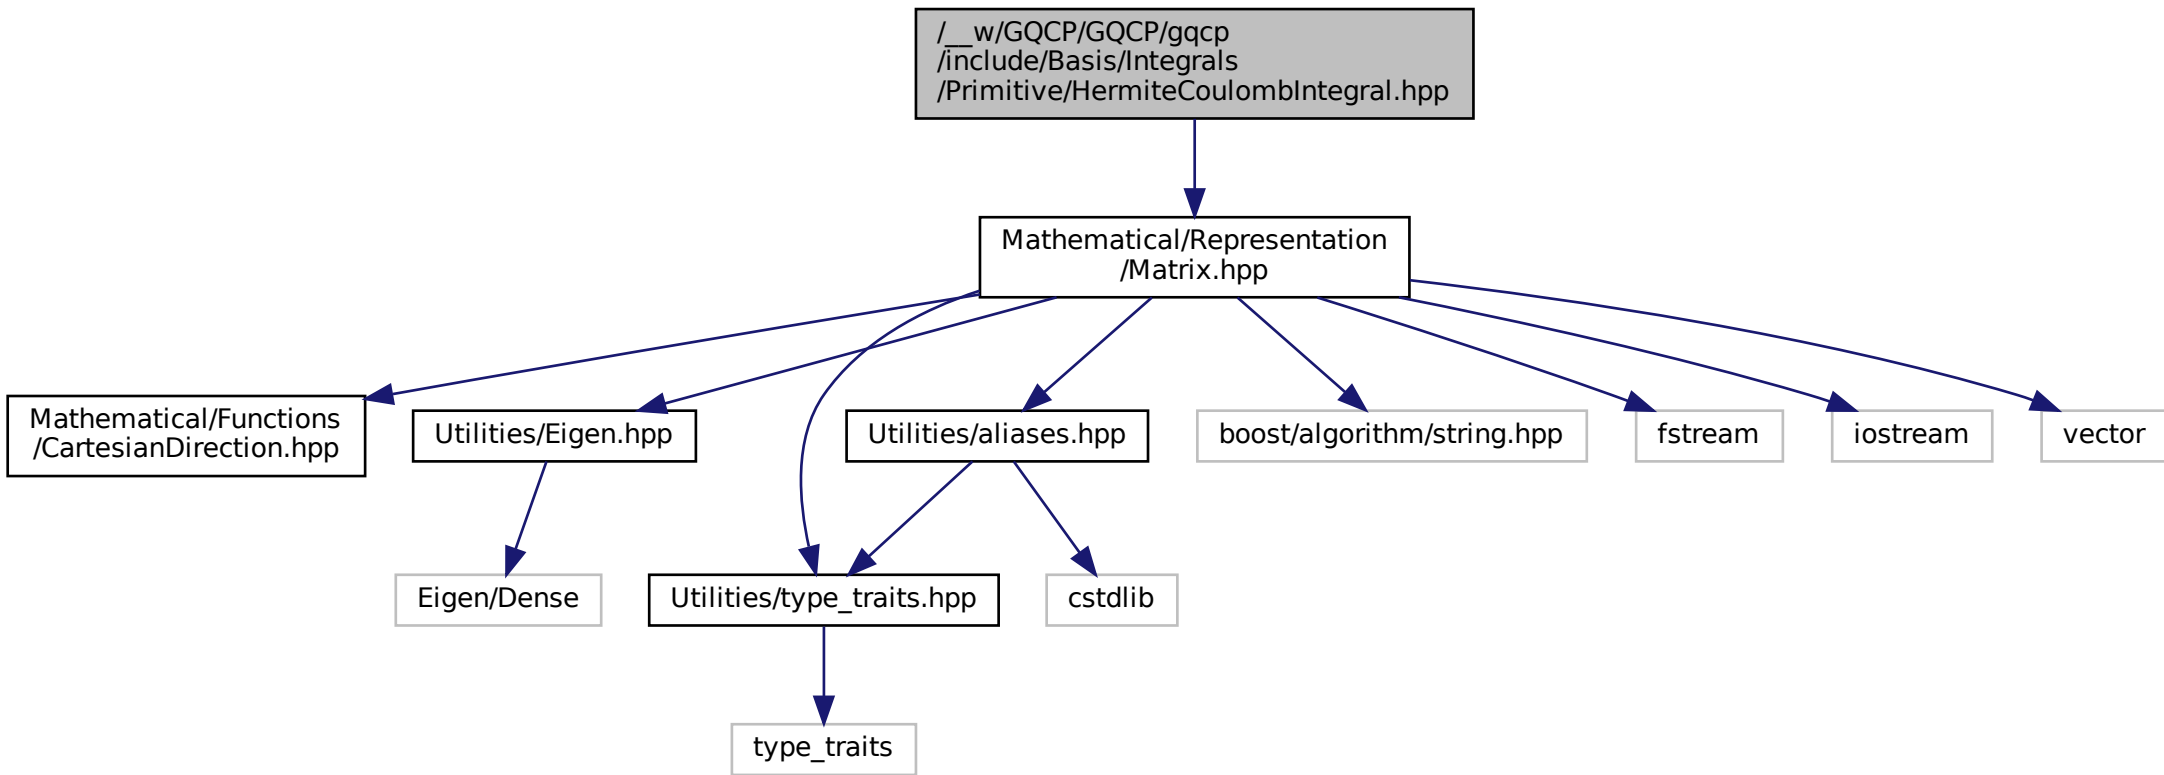 /__w/GQCP/GQCP/gqcp
/include/Basis/Integrals
/Primitive/HermiteCoulombIntegral.hpp
Mathematical/Representation
/Matrix.hpp
Mathematical/Functions
/CartesianDirection.hpp
Utilities/Eigen.hpp
Utilities/aliases.hpp
boost/algorithm/string.hpp
fstream
iostream
vector
Eigen/Dense
Utilities/type_traits.hpp
cstdlib
type_traits